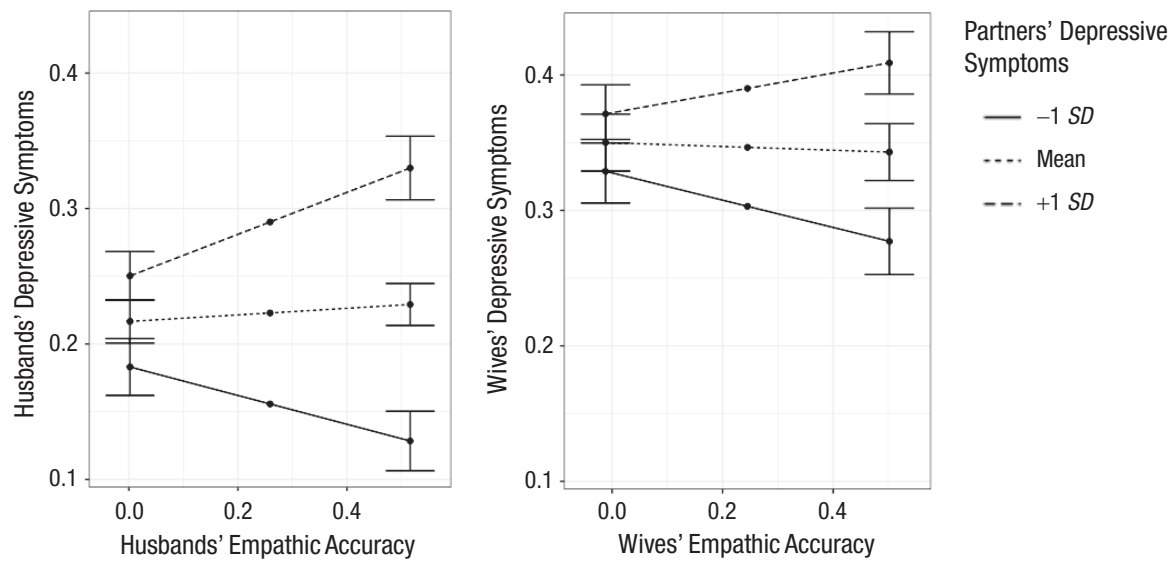 Husbands’ Depressive Symptoms
0.4
0.3
0.2
0.1
0.0 0.2 0.4
Husbands’ Empathic Accuracy
Wives’ Depressive Symptoms
0.4
0.3
0.2
0.1
0.0 0.2 0.4
Wives’ Empathic Accuracy
Partners’ Depressive
Symptoms
–1 SD
Mean
+1 SD